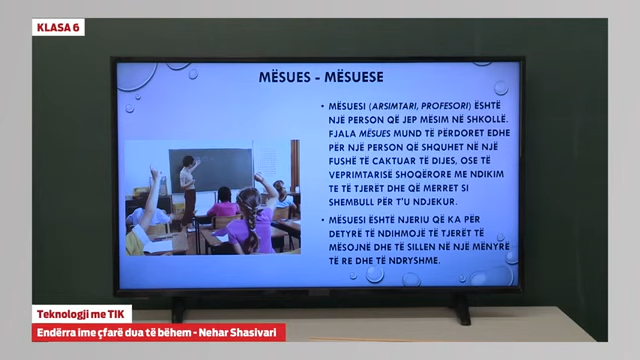 KLASA 6
MËSUES - MËSUESE
• MËSUESI (ARSIMTARI, PROFESORI) ËSHTË
NJË PERSON QË JEP MËSIM NË SHKOLLË.
FJALA MËSUES MUND TË PËRDORET EDHE
PËR NJË PERSON QË SHQUHET NË NJË
FUSHË TË CAKTUAR TË DIJES, OSE TË
VEPRIMTARISË SHOQËRORE ME NDIKIM
TE TË TJERËT DHE QË MERRET SI
SHEMBULL PËR T'U NDJEKUR.
• MËSUESI ËSHTË NJERIU QË KA PËR
DETYRË TË NDIHMOJË TË TJERËT TË
MËSOJNE DHE TË SILLEN NË NJË MËNYRË
TË RE DHE TË NDRYSHME.
Teknologji me TIK
Endërra ime çfarë dua të bëhem - Nehar Shasivari